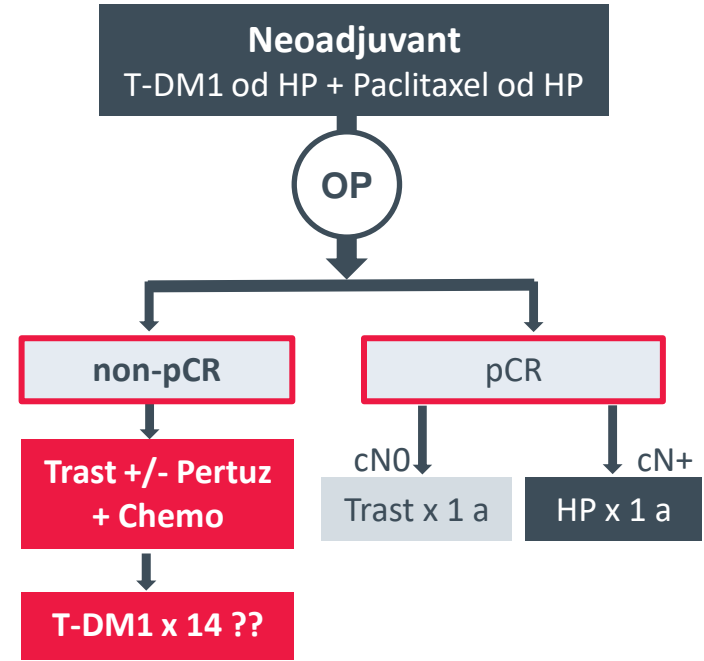 Neoadjuvant
T-DM1 od HP + Paclitaxel od HP
OP
non-pCR
pCR
Trast +/- Pertuz
+ Chemo
cN0
cN+
Trast x 1 a
HP x 1 a
T-DM1 x 14 ??